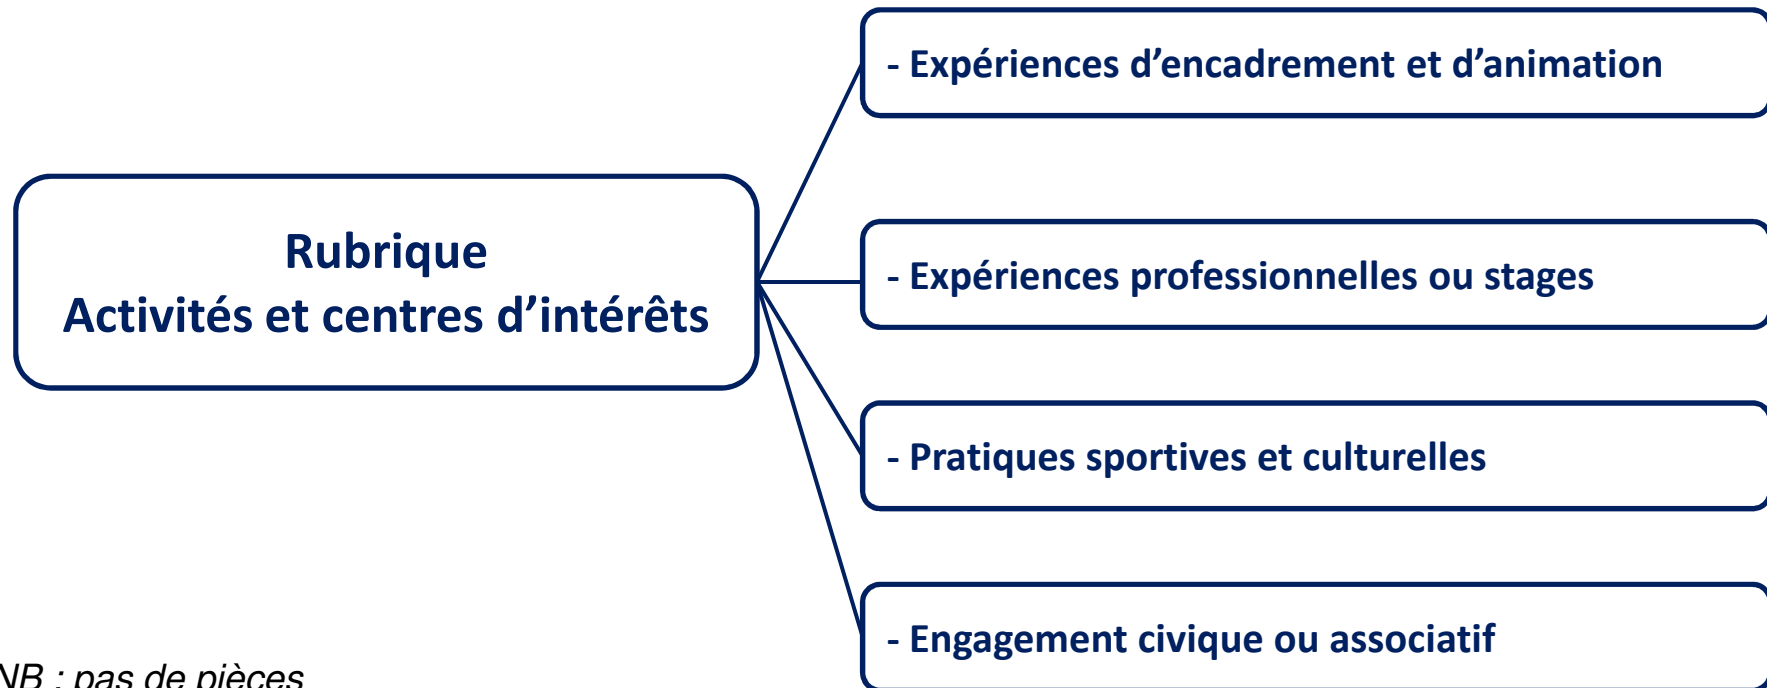 - Expériences d’encadrement et d’animation
Rubrique
Activités et centres d’intérêts
- Expériences professionnelles ou stages
- Pratiques sportives et culturelles
- Engagement civique ou associatif
NB : pas de pièces